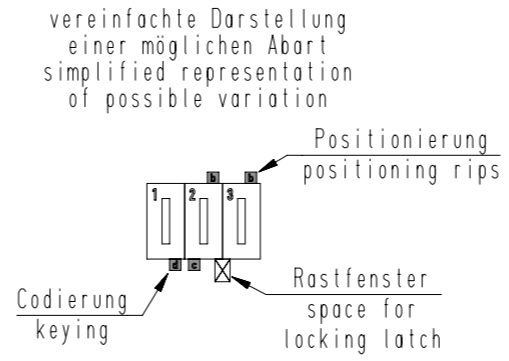 vereinfachte Darstellung
einer möglichen Abart
simplified representation
of possible variation
Positionierung
positioning rips
b b
1 2 3
d c
Rastfenster
space for
locking latch
Codierung
keying